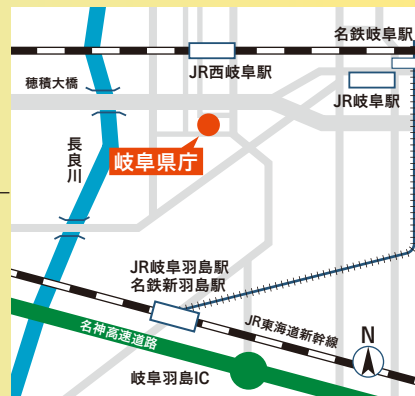 名鉄岐阜駅
JR西岐阜駅
穂積大橋
JR岐阜駅
長良川
岐阜県庁
JR岐阜羽島駅
名鉄新羽島駅
JR東海道新幹線
名神高速道路
N
岐阜羽島IC